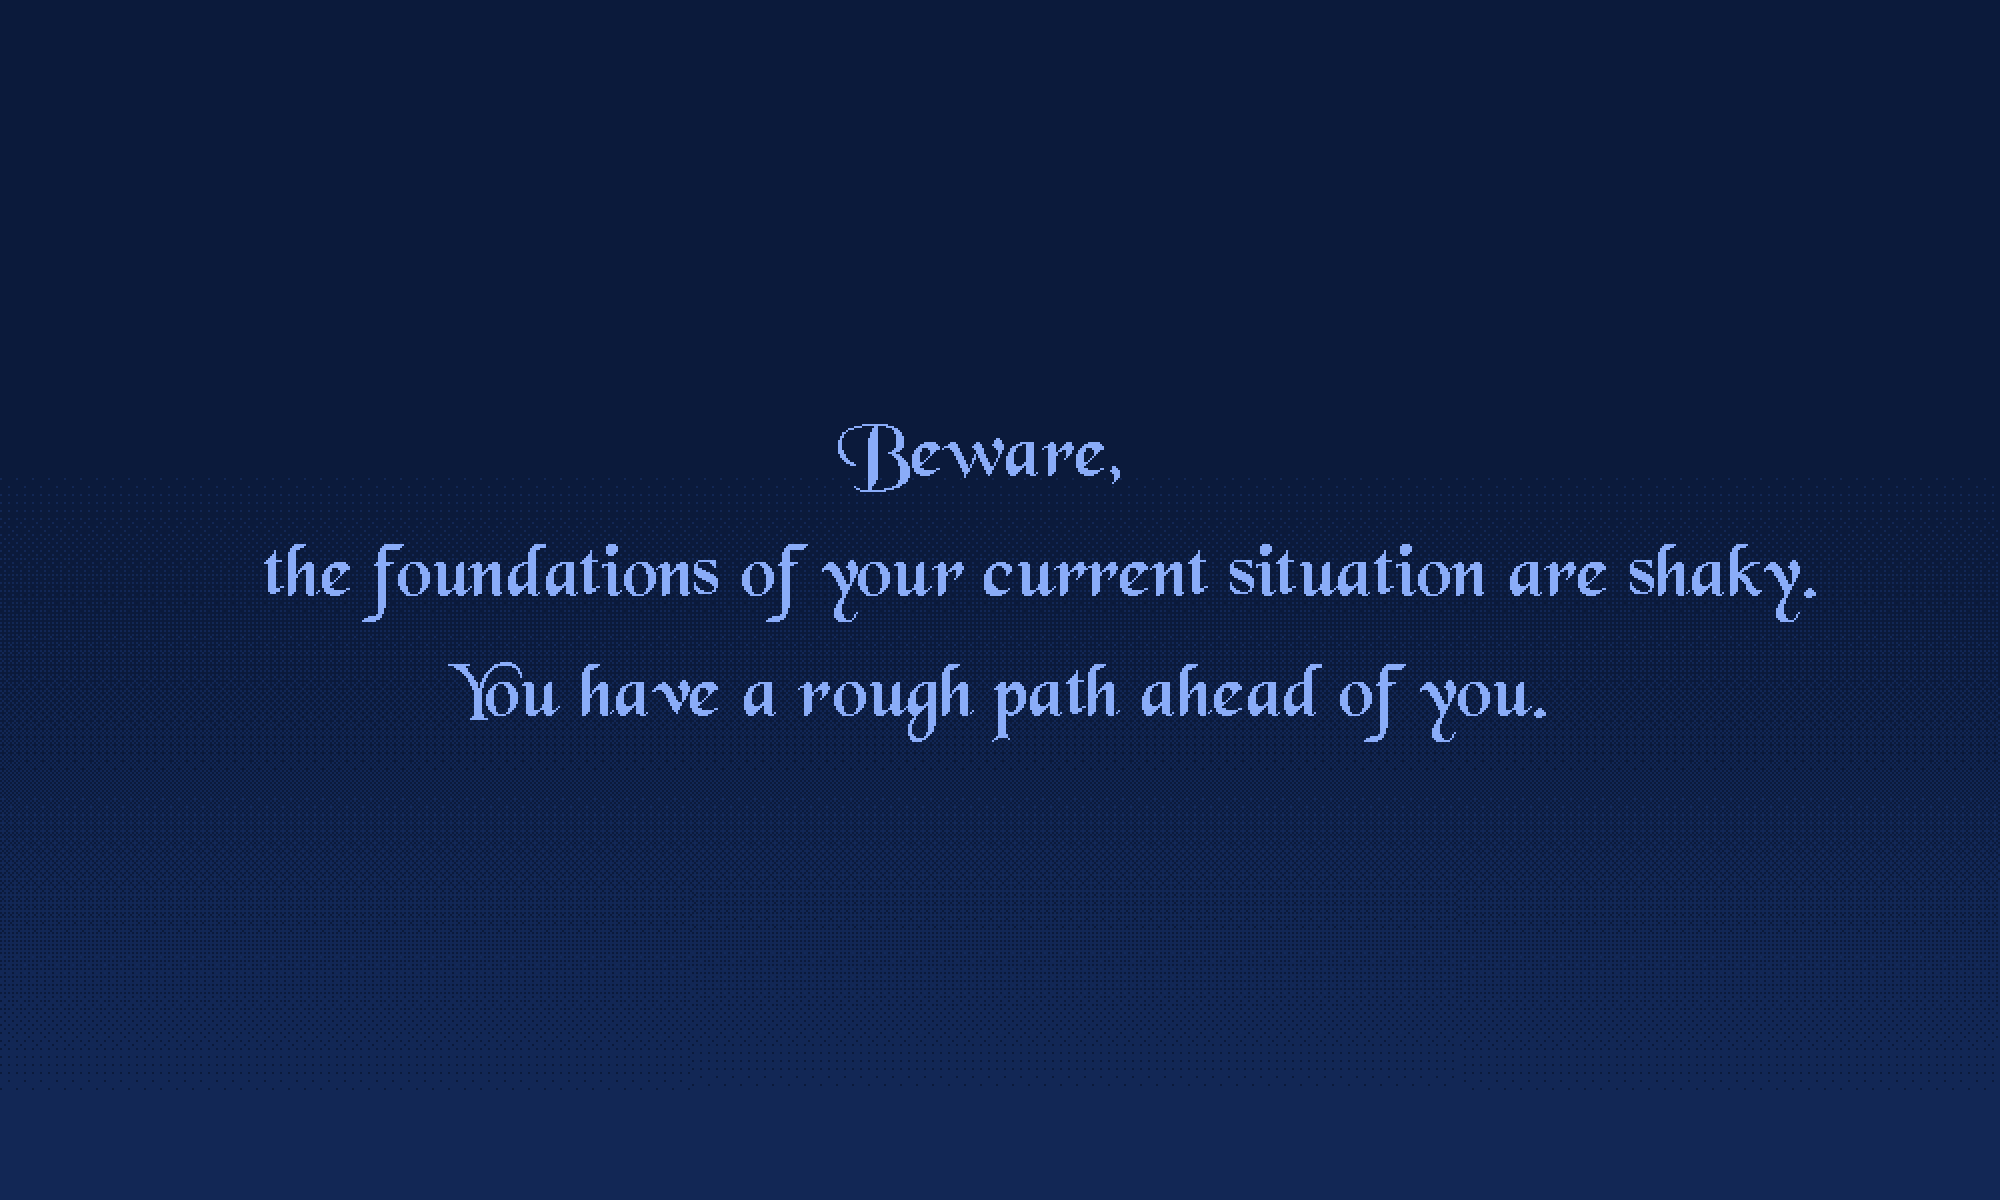 Beware,
the foundations of your current situation are shaky.
You have a rough path ahead of you.